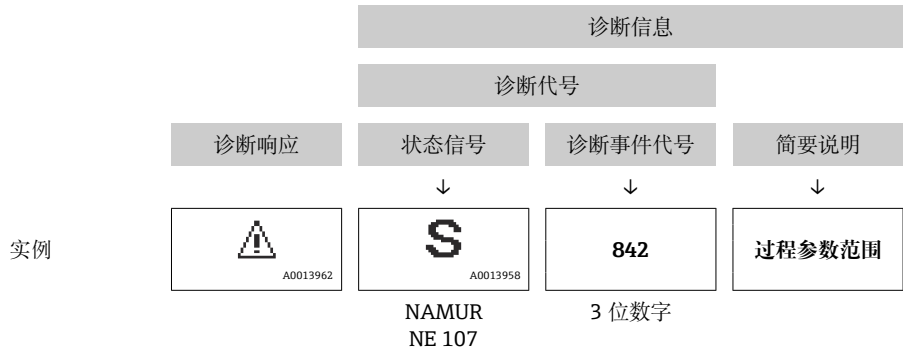 诊断信息
诊断代号
诊断响应 状态信号 诊断事件代号 简要说明
↓ ↓ ↓
实例 A0013962 S A0013958 842 过程参数范围
NAMUR NE 107 3 位数字